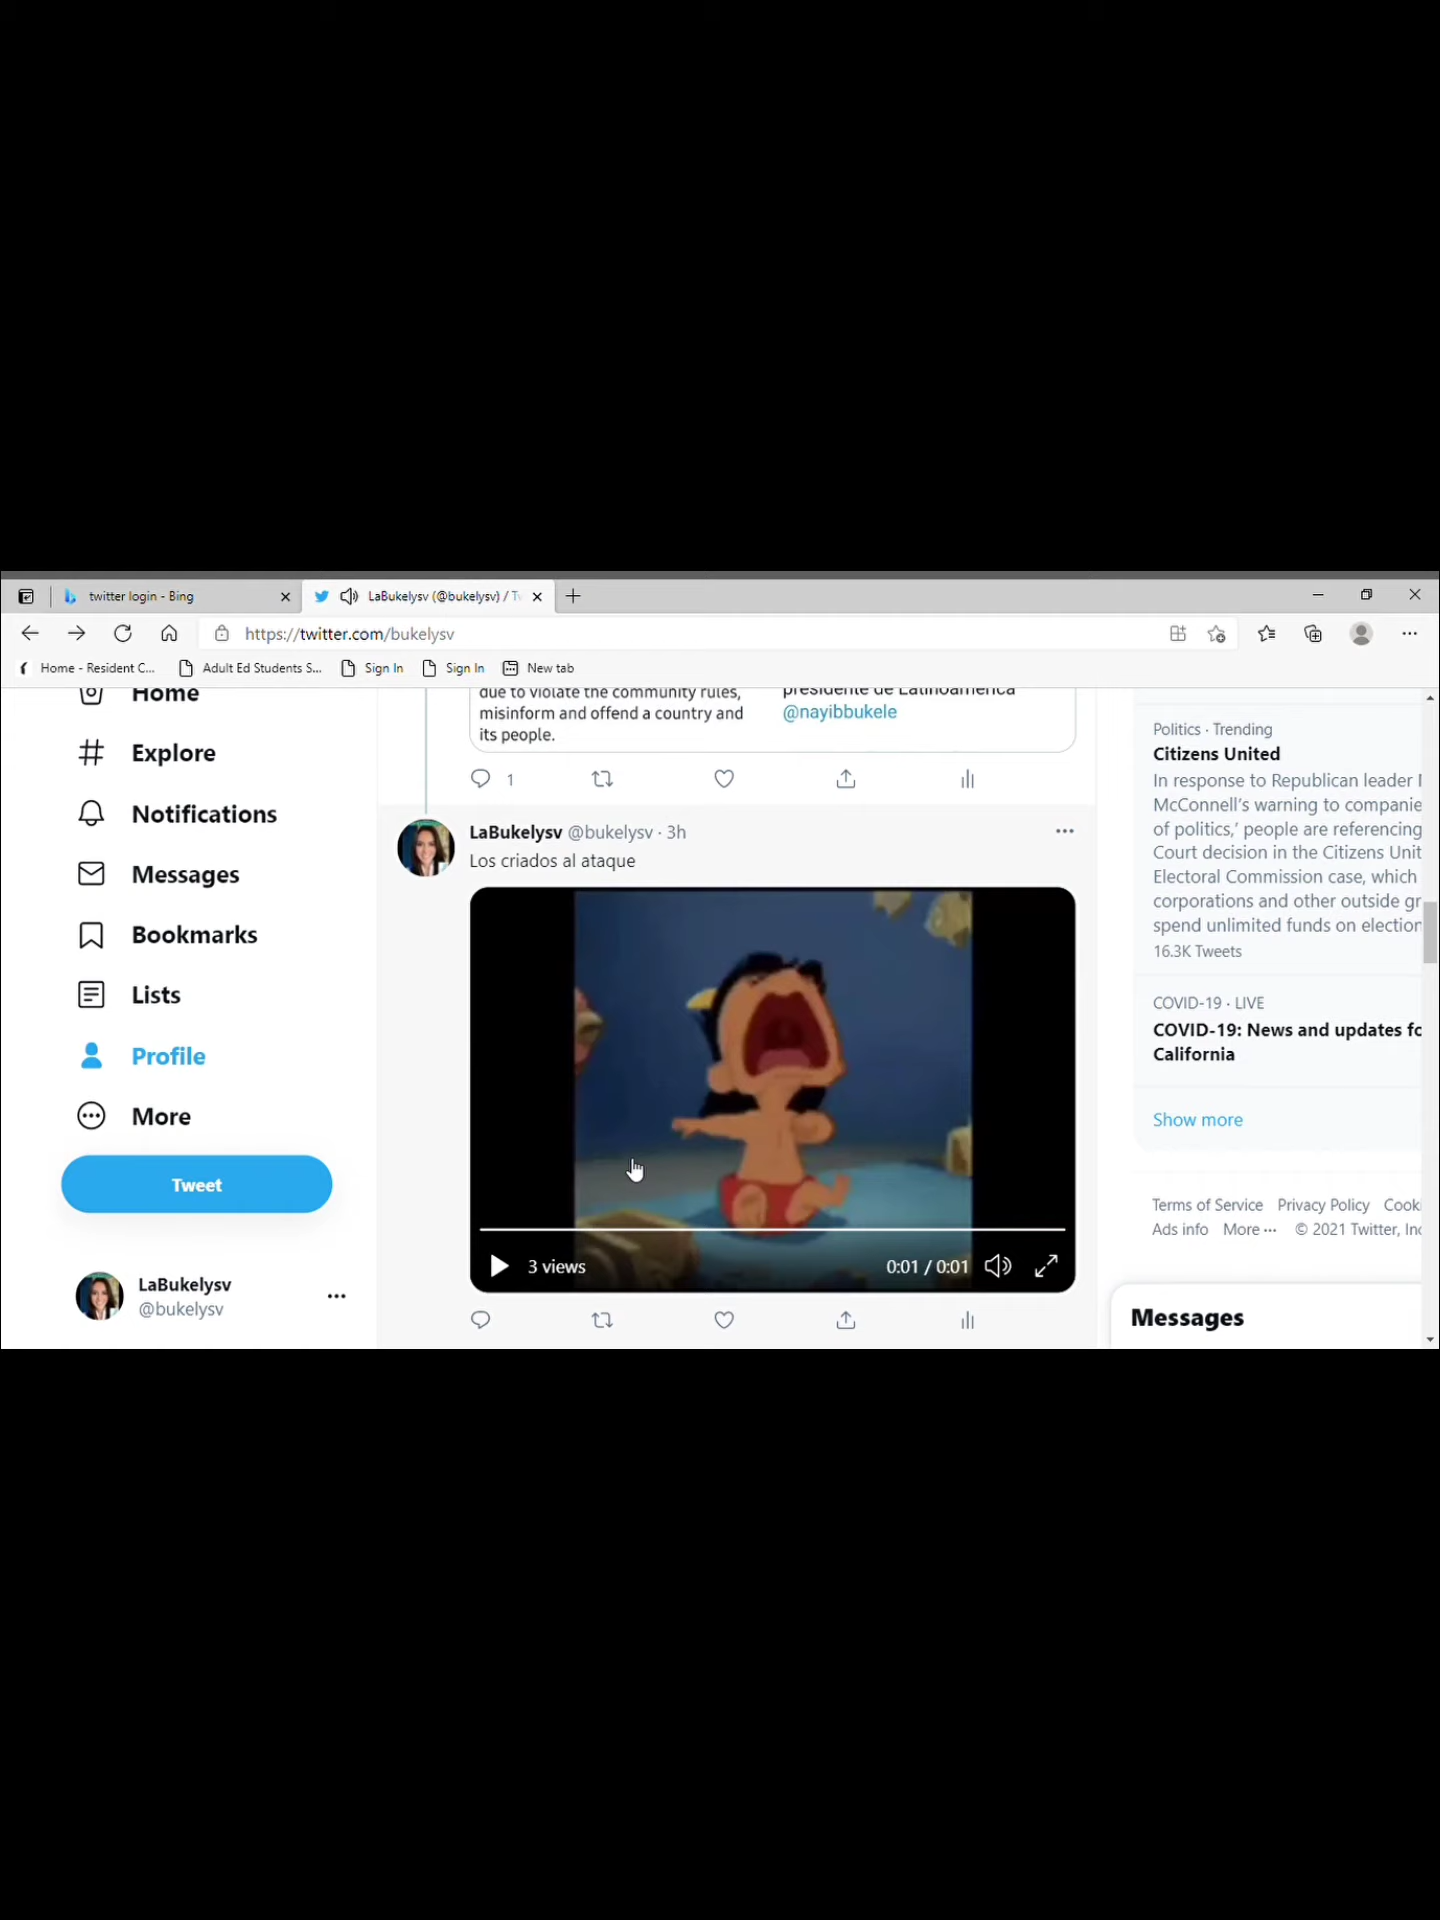 twitter login - Bing
LaBukelysv (@bukelysv) / Tw
https://twitter.com/bukelysv
Home - Resident C...
Adult Ed Students S...
Sign In
Sign In
New tab
Home
Explore
Notifications
Messages
Bookmarks
Lists
Profile
More
Tweet
LaBukelysv
@bukelysv
due to violate the community rules,
misinform and offend a country and
its people.
presidente de Latinoamerica
@nayibbukele
1
LaBukelysv @bukelysv · 3h
Los criados al ataque
3 views
0:01 / 0:01
Politics · Trending
Citizens United
In response to Republican leader
McConnell's warning to companie
of politics,' people are referencing
Court decision in the Citizens Unit
Electoral Commission case, which
corporations and other outside gr
spend unlimited funds on election
16.3K Tweets
COVID-19 · LIVE
COVID-19: News and updates fo
California
Show more
Terms of Service Privacy Policy Cook
Ads info More ··· © 2021 Twitter, Inc
Messages